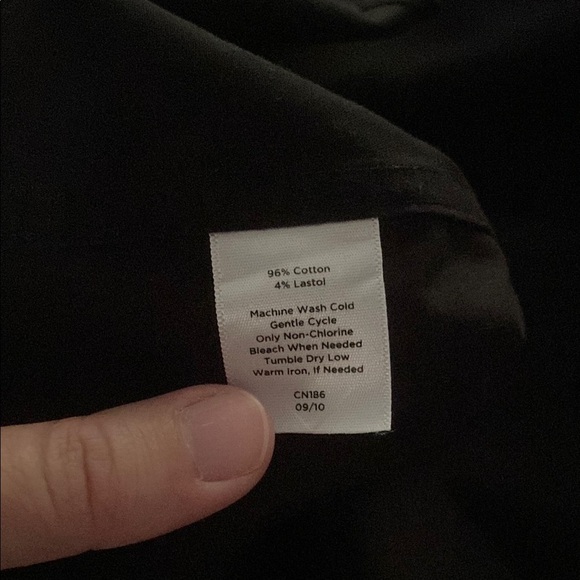 96% Cotton
4% Lastol
Machine Wash Cold
Gentle Cycle
Only Non-Chlorine
Bleach When Needed
Tumble Dry Low
Warm Iron, If Needed
CN186
09/10